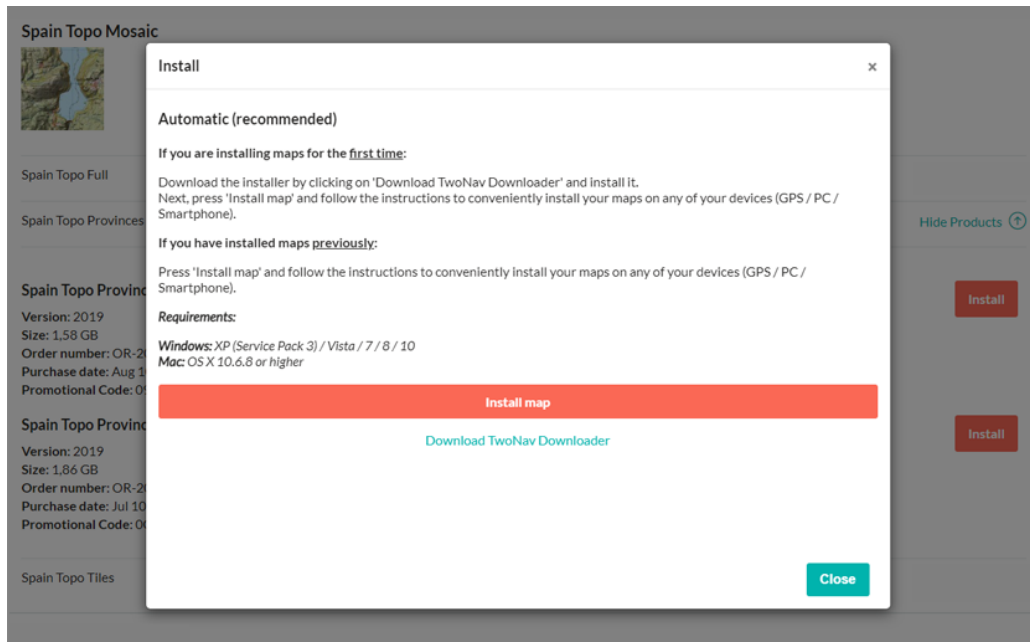 Spain Topo Mosaic
Install
×
Automatic (recommended)
If you are installing maps for the first time:
Download the installer by clicking on 'Download TwoNav Downloader' and install it.
Next, press 'Install map' and follow the instructions to conveniently install your maps on any of your devices (GPS / PC /
Smartphone).
If you have installed maps previously:
Press 'Install map' and follow the instructions to conveniently install your maps on any of your devices (GPS / PC /
Smartphone).
Requirements:
Windows: XP (Service Pack 3) / Vista / 7 / 8 / 10
Mac: OS X 10.6.8 or higher
Install map
Download TwoNav Downloader
Close
Spain Topo Full
Spain Topo Provinces
Hide Products
Spain Topo
Install
Version: 2019
Size: 1,58 GB
Order number:
Purchase date: Aug
Promotional Code:
Spain Topo
Install
Version: 2019
Size: 1,86 GB
Order number:
Purchase date: Jul 10
Promotional Code:
Spain Topo Tiles